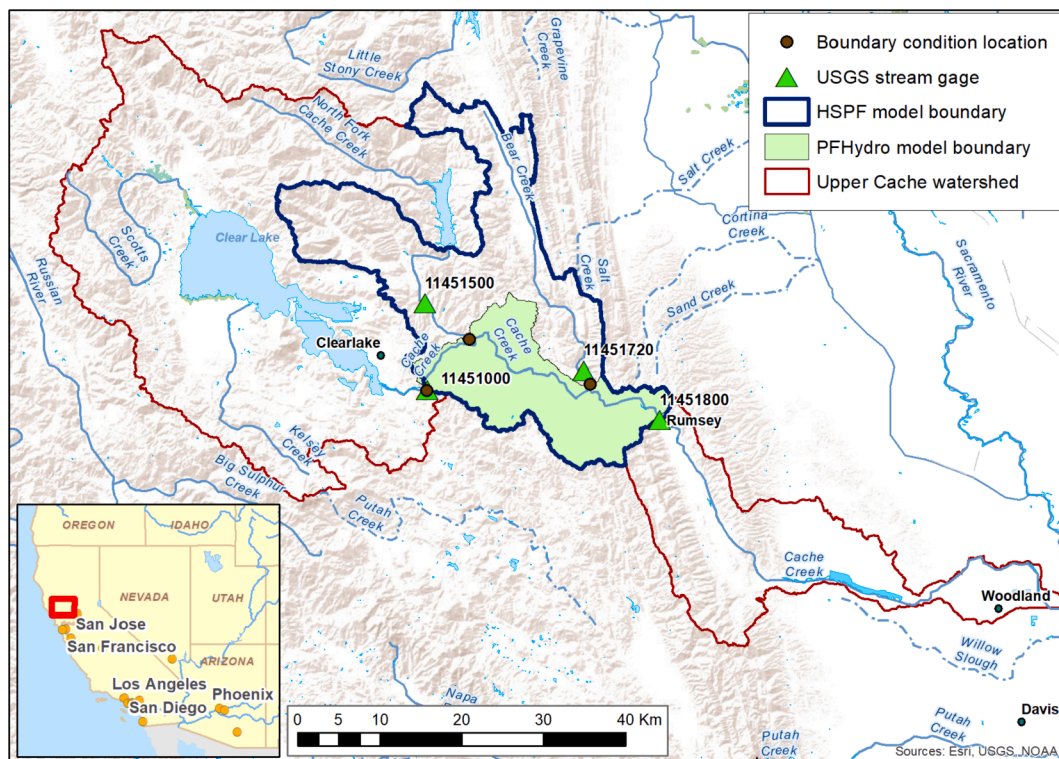 Grapevine
Creek
Little
Stony Creek
North Fork
Cache Creek
Bear Creek
Boundary condition location
USGS stream gage
HSPF model boundary
PFHydro model boundary
Upper Cache watershed
Salt Creek
Cortina
Creek
Scotts
Creek
Clear Lake
Russian
River
Salt
Creek
Sand Creek
Sacramento
River
11451500
Clearlake
Cache
Creek
Cache
Creek
11451720
11451000
11451800
Rumsey
Kelsey
Creek
Big Sulphur
Creek
Putah
Creek
Cache
Creek
Woodland
Willow
Slough
Davis
Putah
Creek
Napa
Putah
Creek
OREGON
IDAHO
NEVADA
UTAH
San Jose
San Francisco
ARIZONA
Los Angeles
Phoenix
San Diego
0 5 10 20 30 40 Km
Sources: Esri, USGS, NOAA